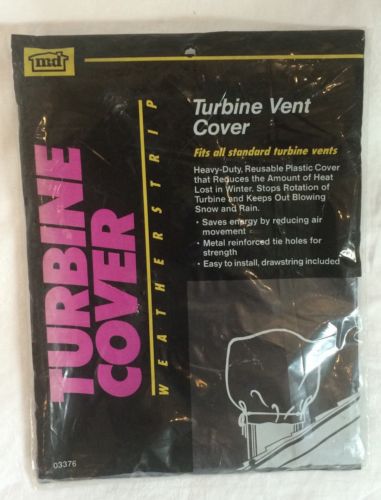 md
TURBINE
COVER
WEATHERSTRIP
Turbine Vent
Cover
Fits all standard turbine vents
Heavy-Duty, Reusable Plastic Cover
that Reduces the Amount of Heat
Lost in Winter. Stops Rotation of
Turbine and Keeps Out Blowing
Snow and Rain.
• Saves energy by reducing air
movement
• Metal reinforced tie holes for
strength
• Easy to install, drawstring included
03376